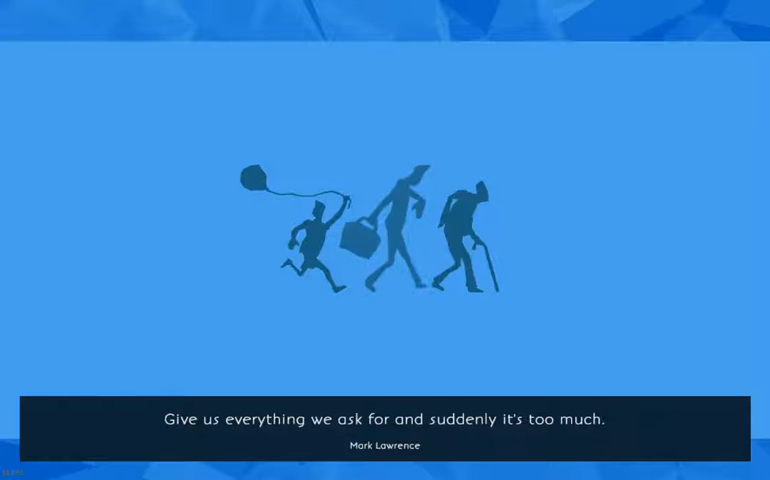 Give us everything we ask for and suddenly it's too much.
Mark Lawrence